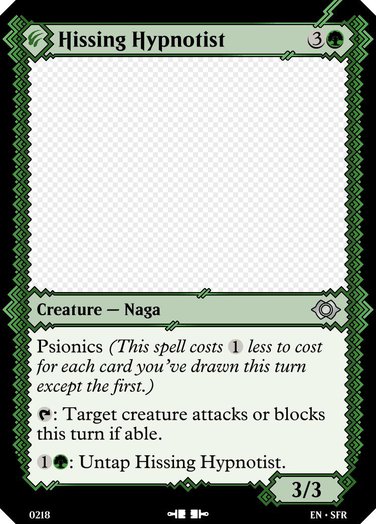 Hissing Hypnotist 3
Creature — Naga
Psionics (This spell costs 1 less to cost
for each card you've drawn this turn
except the first.)
: Target creature attacks or blocks
this turn if able.
1: Untap Hissing Hypnotist.
3/3
0218
EN • SFR